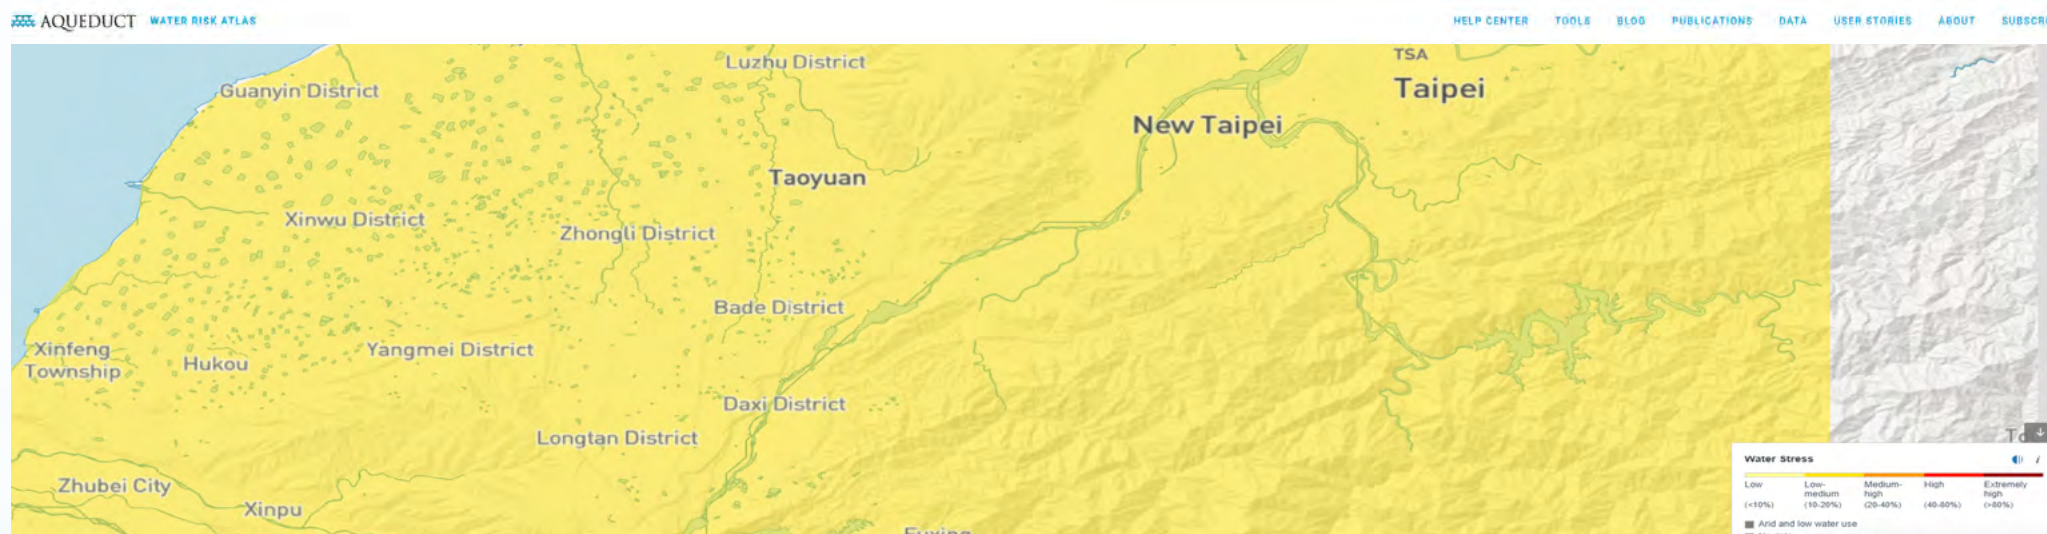 AQUEDUCT WATER RISK ATLAS
HELP CENTER TOOLS BLOG PUBLICATIONS DATA USER STORIES ABOUT
TSA
Luzhu District
Taipei
Guanyin District
New Taipei
Taoyuan
Xinwu District
Zhongli District
Bade District
Xinfeng
Township
Yangmei District
Hukou
Daxi District
Longtan District
Zhubei City
Xinpu
Water Stress
Low
(<10%)
Low-
medium
(10-20%)
Medium-
high
(20-40%)
High
(40-80%)
Extremely
high
(>80%)
Arid and low water use